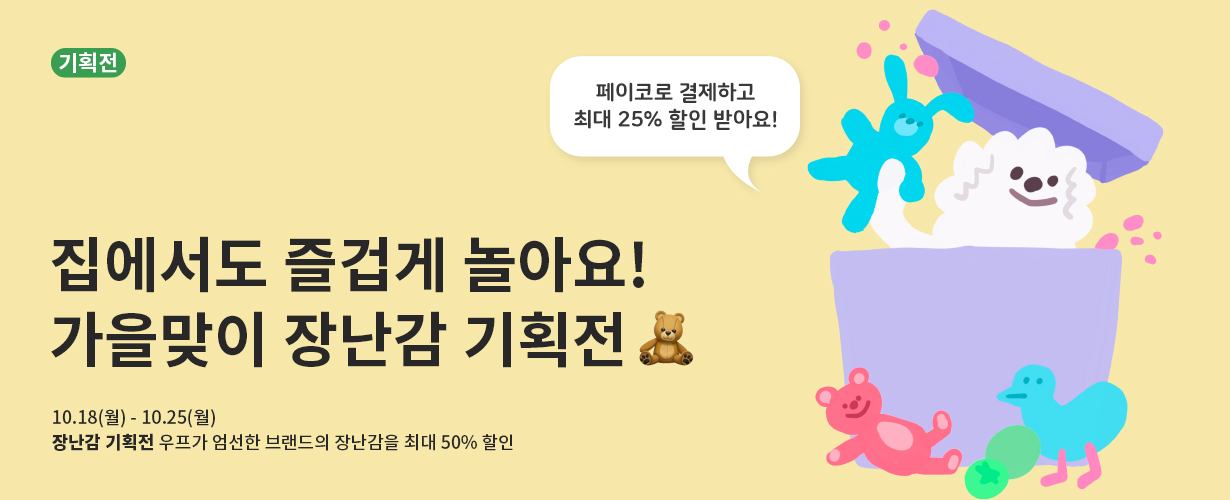 기획전
페이코로 결제하고
최대 25% 할인 받아요!
집에서도 즐겁게 놀아요!
가을맞이 장난감 기획전
10.18(월) - 10.25(월)
장난감 기획전 우프가 엄선한 브랜드의 장난감을 최대 50% 할인